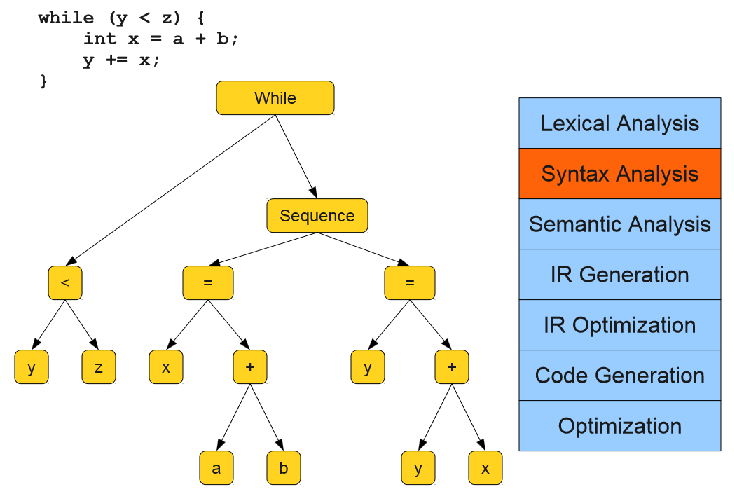 while (y < z) {
    int x = a + b;
    y += x;
}
While
Sequence
<
=
=
y
z
x
+
y
+
a
b
y
x
Lexical Analysis
Syntax Analysis
Semantic Analysis
IR Generation
IR Optimization
Code Generation
Optimization